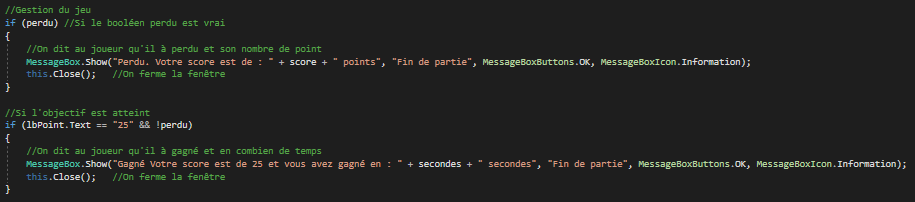 //Gestion du jeu
if (perdu) //Si le booléen perdu est vrai
{
//On dit au joueur qu'il à perdu et son nombre de point
MessageBox.Show("Perdu. Votre score est de : " + score + " points", "Fin de partie", MessageBoxButtons.OK, MessageBoxIcon.Information);
this.Close(); //On ferme la fenêtre
}
//Si l'objectif est atteint
if (lbPoint.Text == "25" && !perdu)
{
//On dit au joueur qu'il à gagné et en combien de temps
MessageBox.Show("Gagné Votre score est de 25 et vous avez gagné en : " + secondes + " secondes", "Fin de partie", MessageBoxButtons.OK, MessageBoxIcon.Information);
this.Close(); //On ferme la fenêtre
}